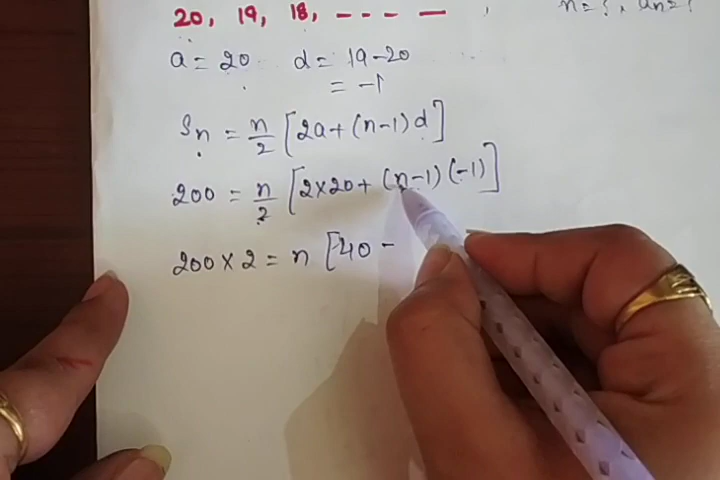 20, 19, 18, - - - - - n = ? , an = ?
a = 20 d = 19 - 20
= -1
Sn = n/2 [2a + (n-1) d]
200 = n/2 [2×20 + (n-1) (-1)]
200 × 2 = n [40 -